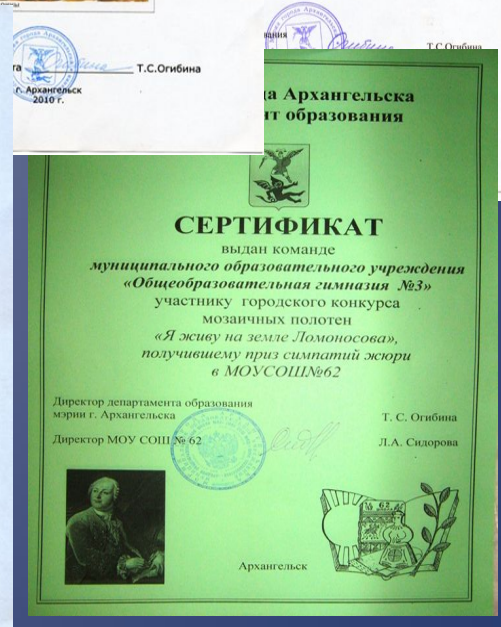 Т.С.Огибина
Т.С.Огибина
г. Архангельск
2010 г.
Архангельска
образования
СЕРТИФИКАТ
выдан команде
муниципального образовательного учреждения
«Общеобразовательная гимназия №3»
участнику городского конкурса
мозаичных полотен
«Я живу на земле Ломоносова»,
получившему приз симпатий жюри
в МОУСОШ№62
Директор департамента образования
мэрии г. Архангельска Т. С. Огибина
Директор МОУ СОШ № 62 Л.А. Сидорова
Архангельск